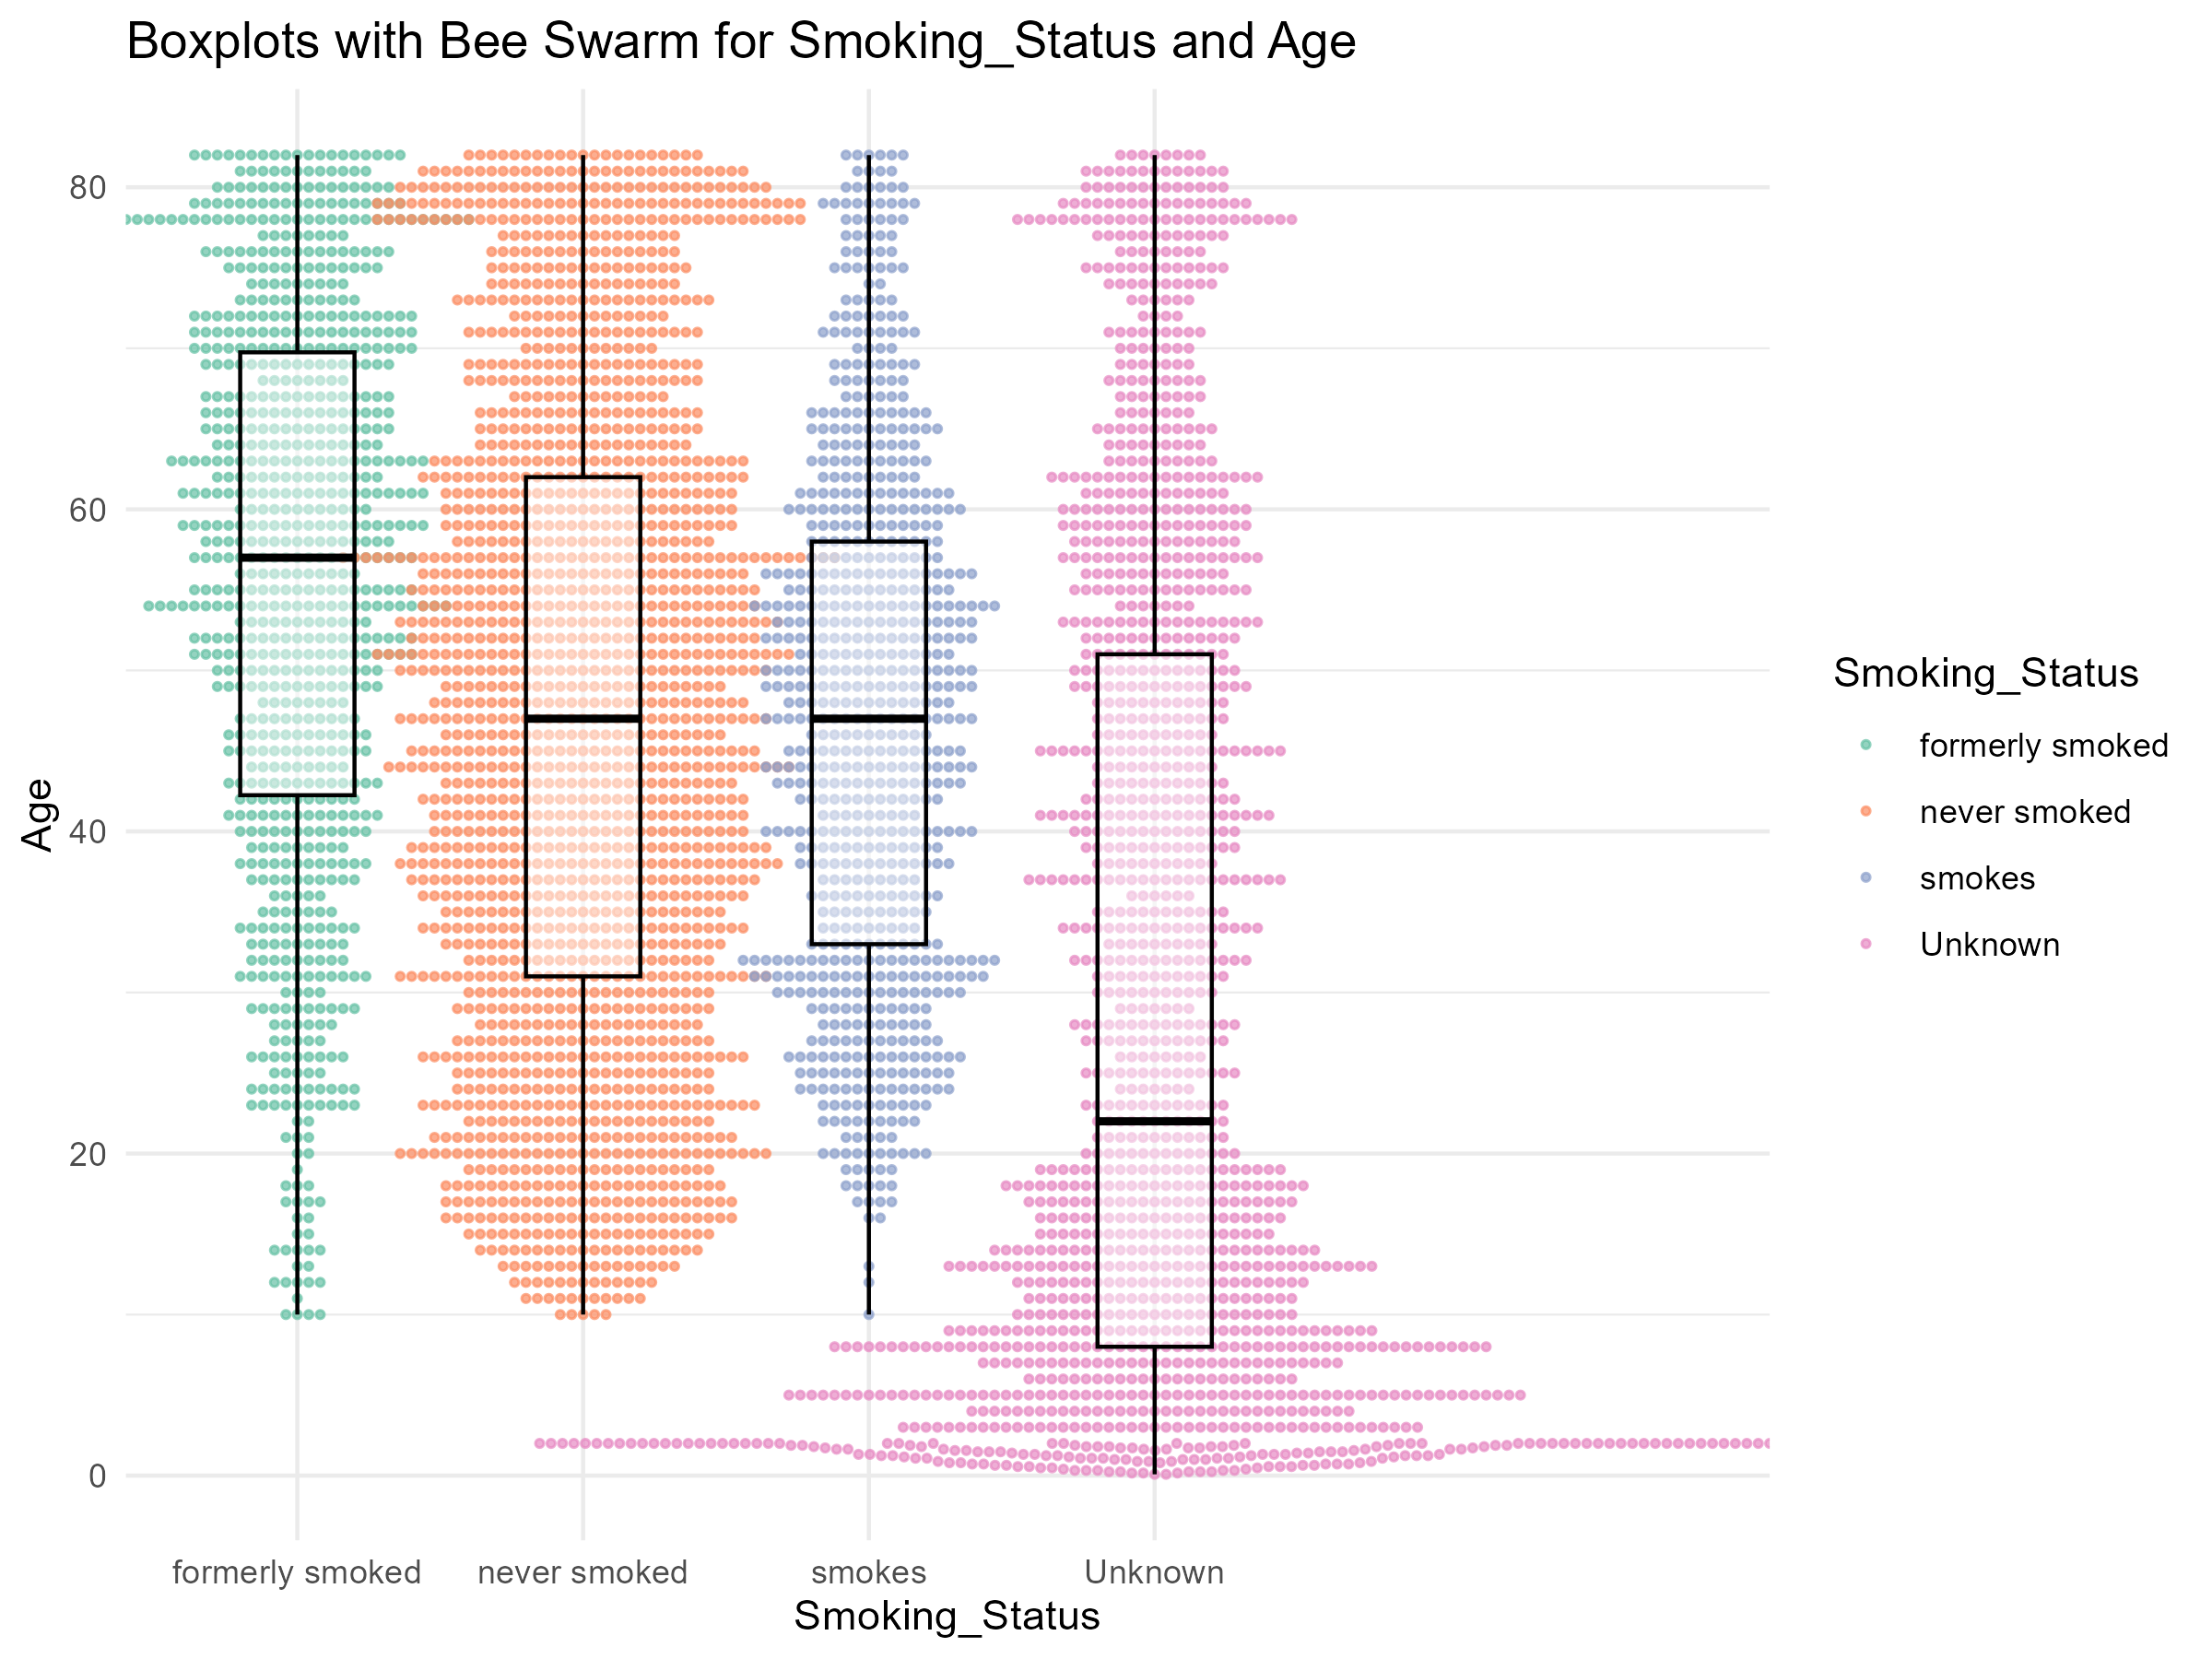 Boxplots with Bee Swarm for Smoking_Status and Age
80
60
40
20
0
Age
formerly smoked
never smoked
smokes
Unknown
Smoking_Status
Smoking_Status
formerly smoked
never smoked
smokes
Unknown